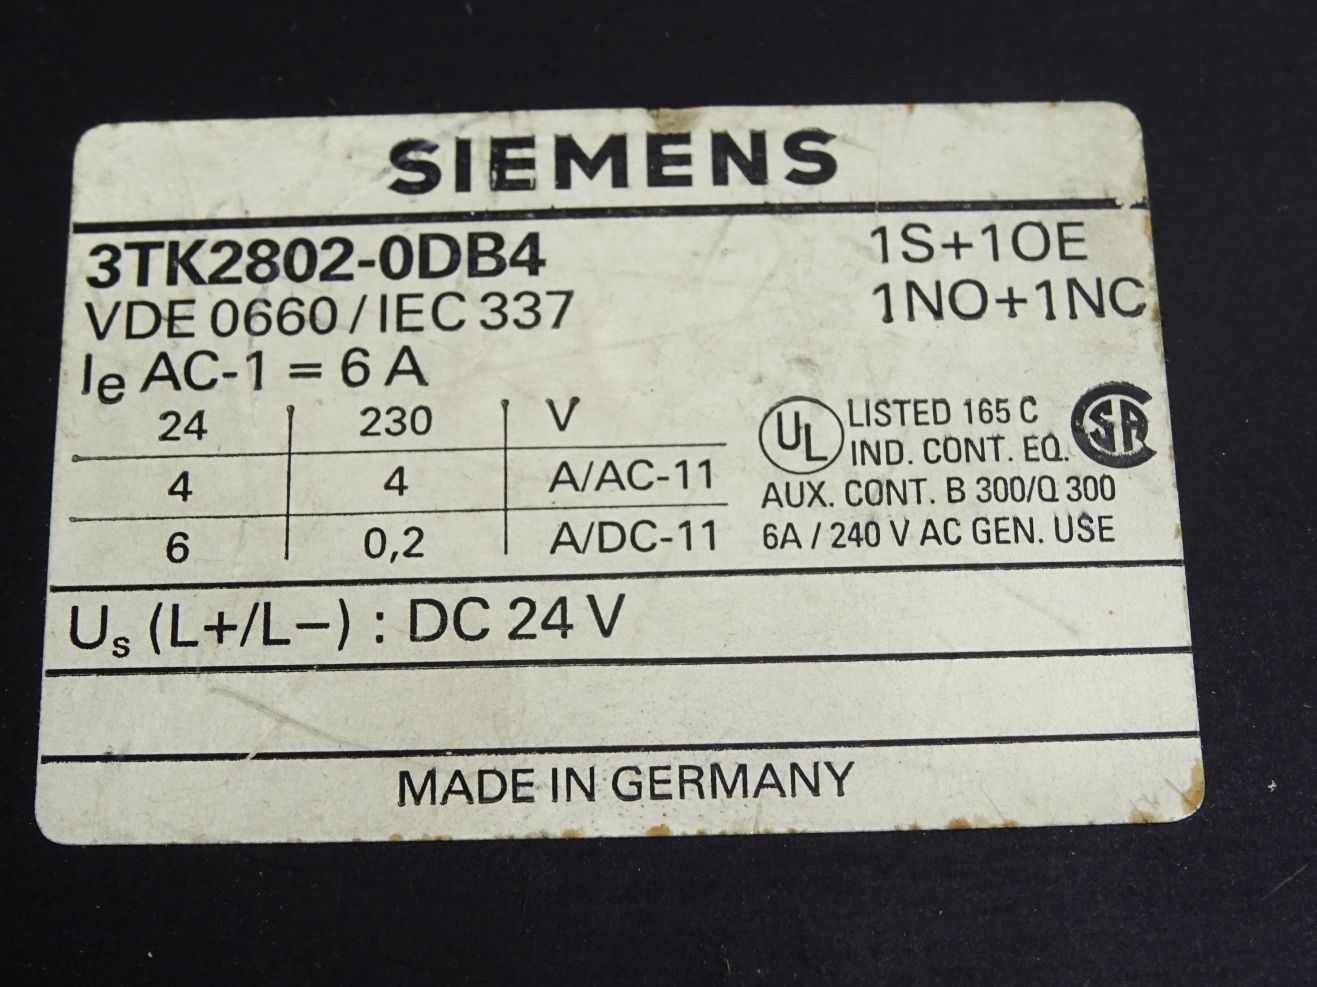 SIEMENS
3TK2802-0DB4
1S+1OE
VDE 0660 / IEC 337
1NO+1NC
Ie AC-1 = 6 A
24 230 V
4 4 A/AC-11
6 0,2 A/DC-11
UL LISTED 165 C SA
IND. CONT. EQ.
AUX. CONT. B 300/Q 300
6A / 240 V AC GEN. USE
Us (L+/L−) : DC 24 V
MADE IN GERMANY